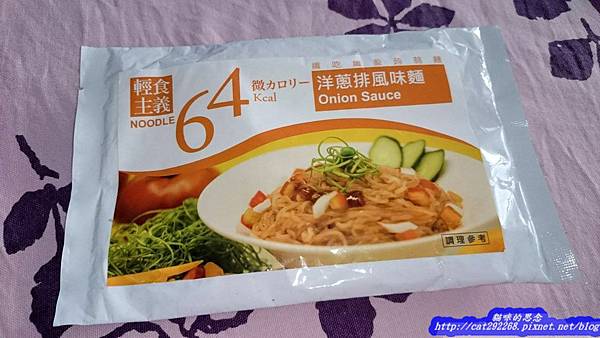 輕食
主義
NOODLE
64
微カロリー
Kcal
洋蔥排風味麵
Onion Sauce
調理參考
貓咪的思念
http://cat292268.pixnet.net/blog